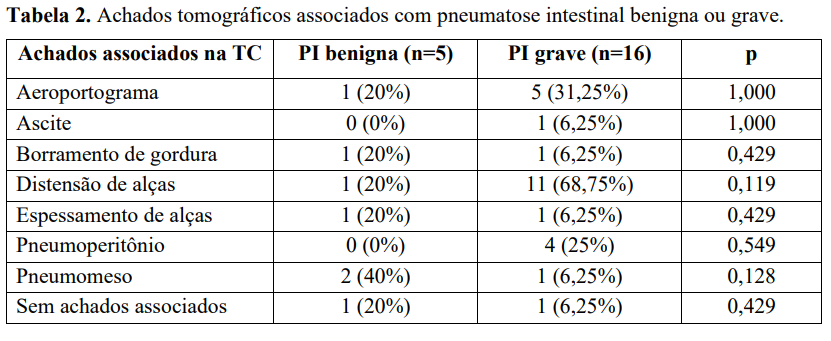 Tabela 2. Achados tomográficos associados com pneumatose intestinal benigna ou grave.
Achados associados na TC PI benigna (n=5) PI grave (n=16) p
Aeroportograma 1 (20%) 5 (31,25%) 1,000
Ascite 0 (0%) 1 (6,25%) 1,000
Borramento de gordura 1 (20%) 1 (6,25%) 0,429
Distensão de alças 1 (20%) 11 (68,75%) 0,119
Espessamento de alças 1 (20%) 1 (6,25%) 0,429
Pneumoperitônio 0 (0%) 4 (25%) 0,549
Pneumomeso 2 (40%) 1 (6,25%) 0,128
Sem achados associados 1 (20%) 1 (6,25%) 0,429